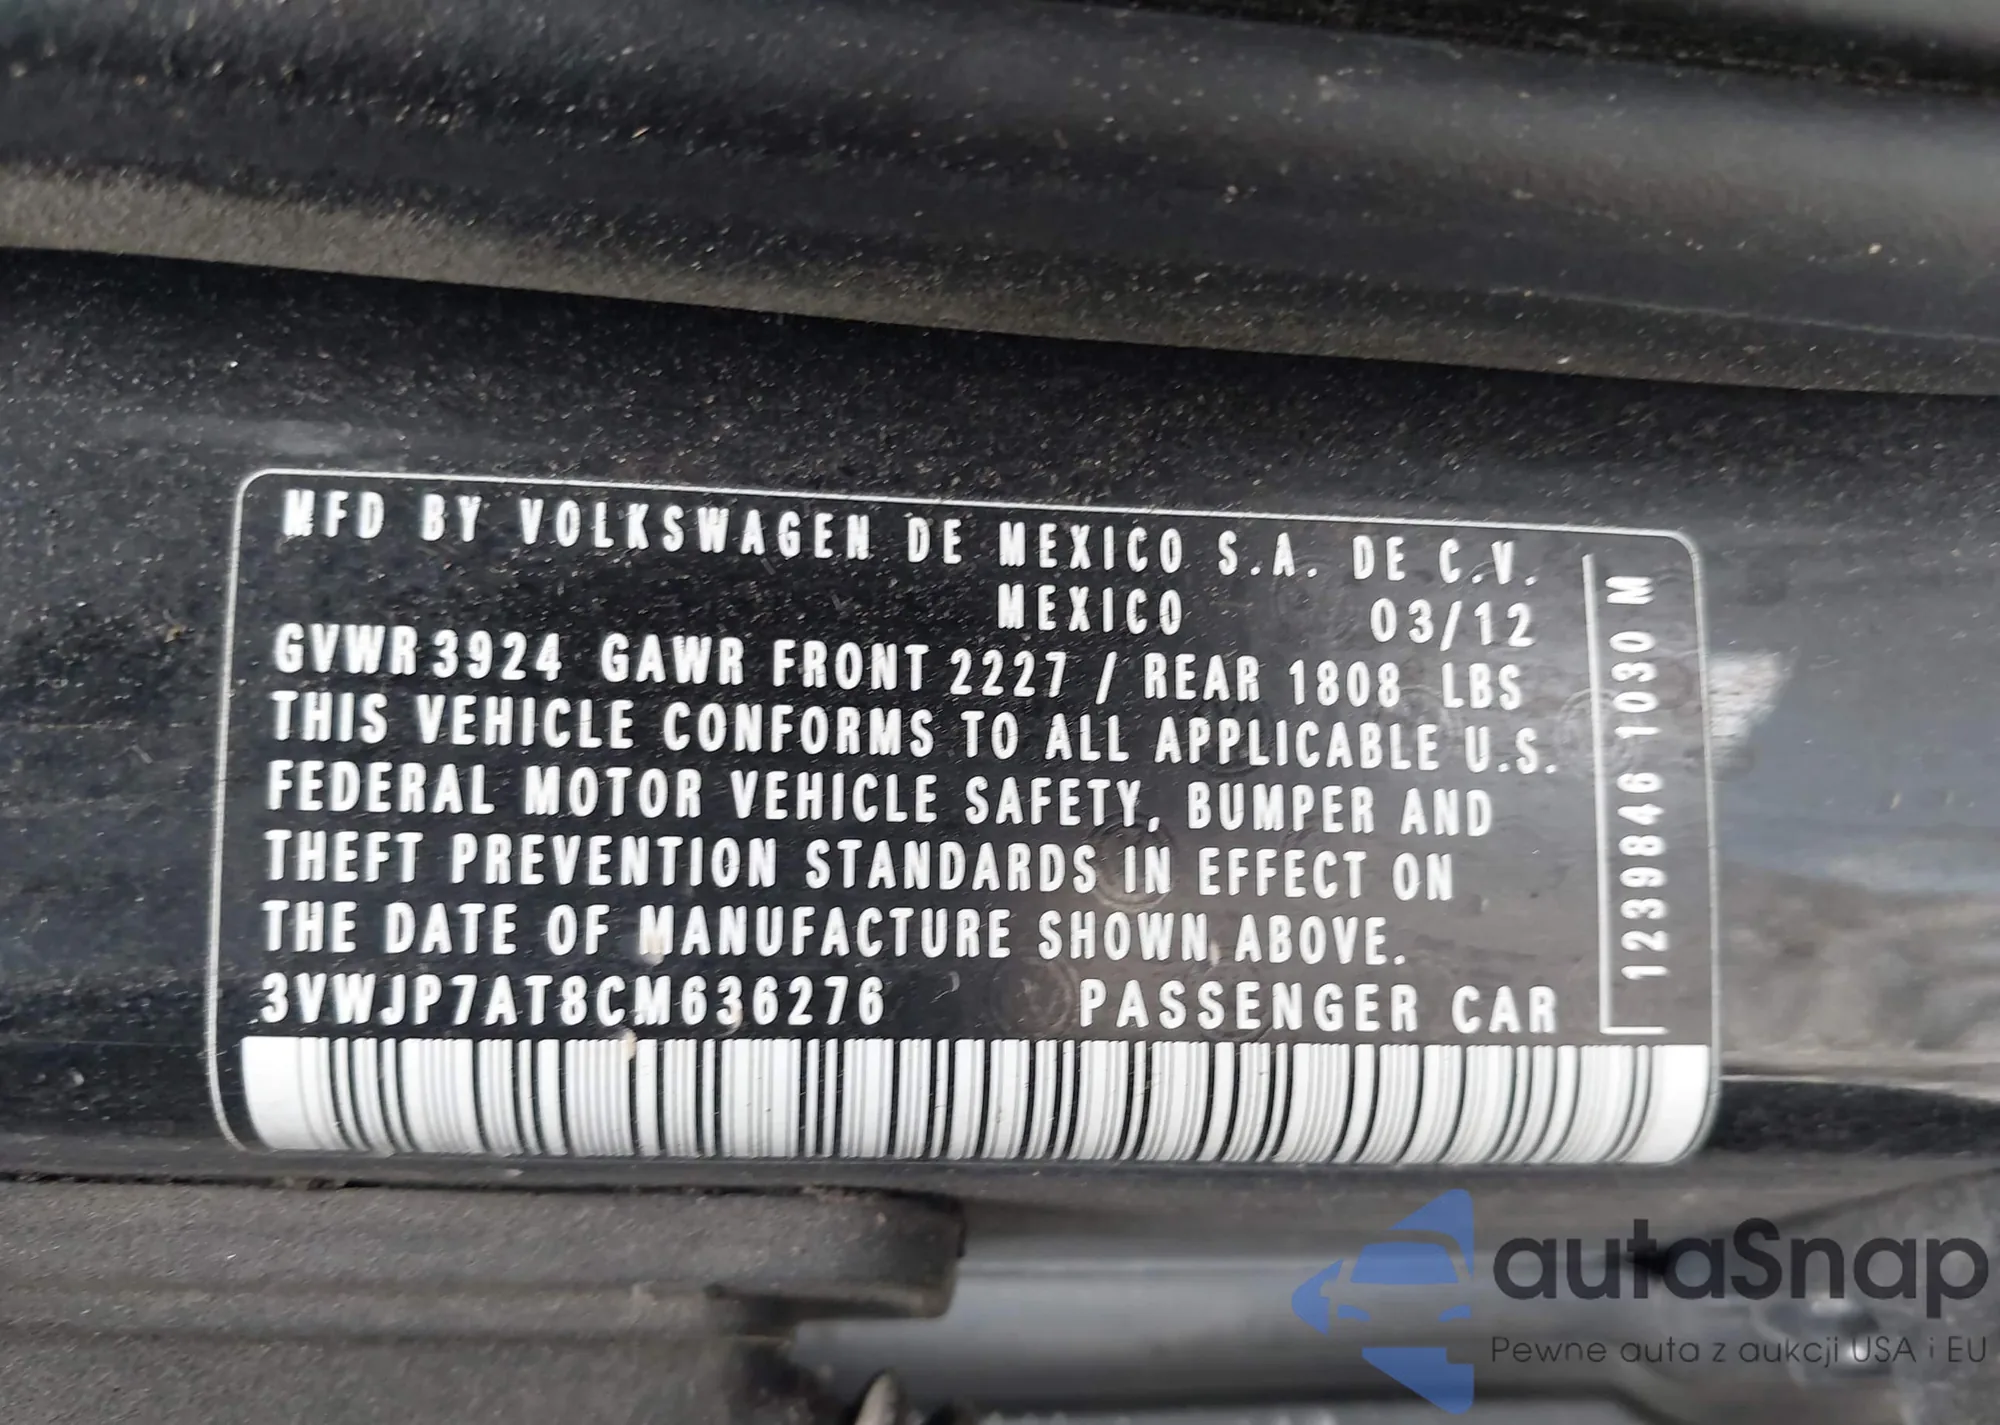 MFD BY VOLKSWAGEN DE MEXICO S.A. DE C.V.
MEXICO 03/12
GVWR 3924 GAWR FRONT 2227 / REAR 1808 LBS
THIS VEHICLE CONFORMS TO ALL APPLICABLE U.S.
FEDERAL MOTOR VEHICLE SAFETY, BUMPER AND
THEFT PREVENTION STANDARDS IN EFFECT ON
THE DATE OF MANUFACTURE SHOWN ABOVE.
3VWJP7AT8CM636276 PASSENGER CAR
1239846 1030 M
autaSnap
Pewne auta z aukcji USA i EU